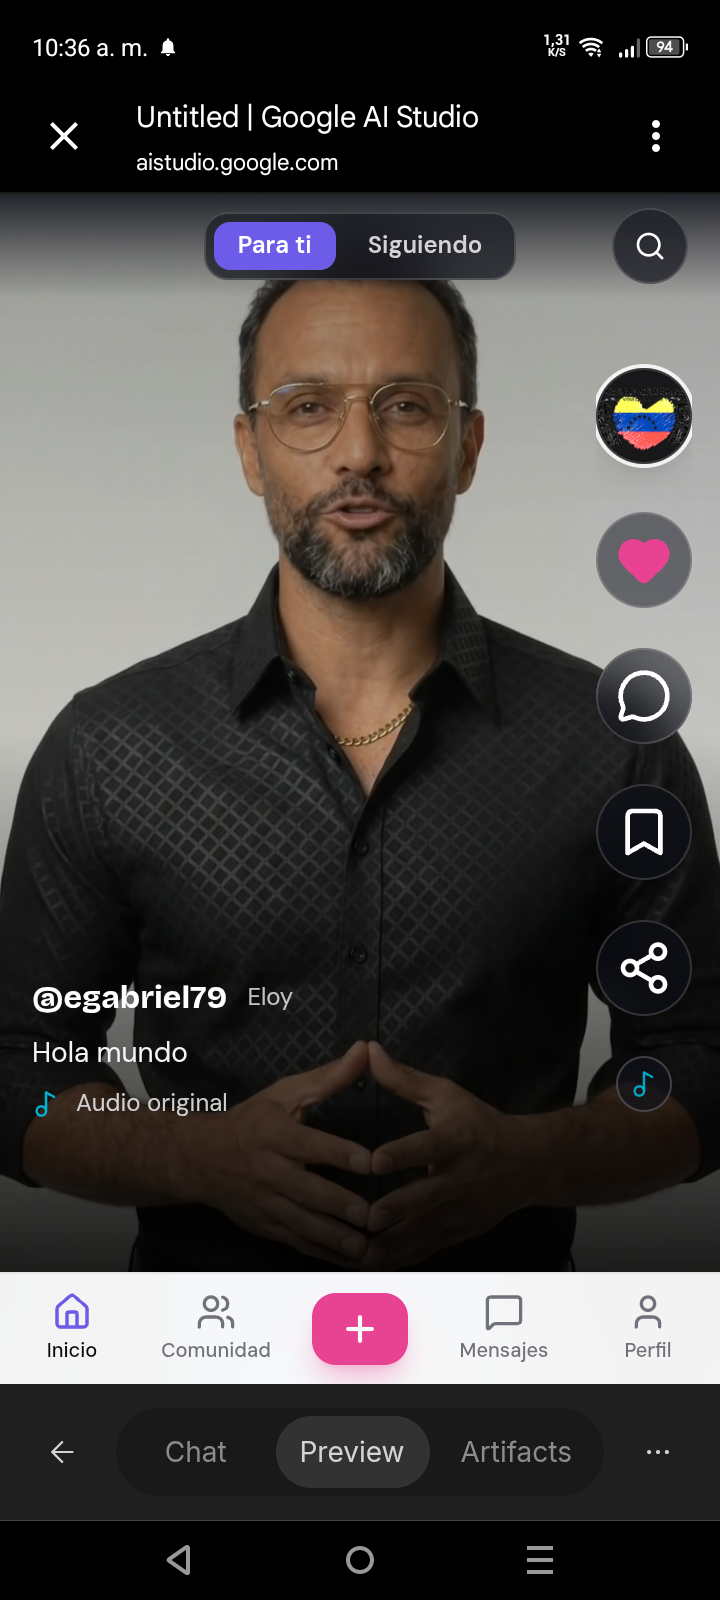 10:36 a. m.
1,31
K/S
94
Untitled | Google AI Studio
aistudio.google.com
Para ti
Siguiendo
@egabriel79 Eloy
Hola mundo
Audio original
Inicio
Comunidad
Mensajes
Perfil
Chat
Preview
Artifacts